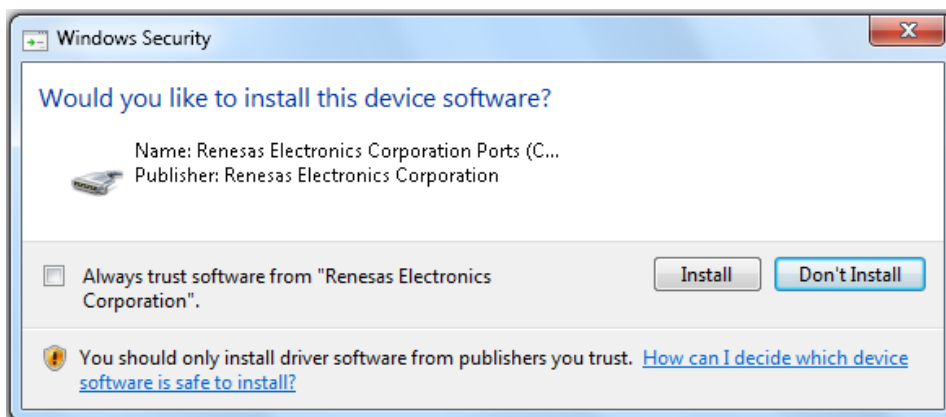 Windows Security
Would you like to install this device software?
Name: Renesas Electronics Corporation Ports (C...
Publisher: Renesas Electronics Corporation
Always trust software from "Renesas Electronics
Corporation".
Install
Don't Install
You should only install driver software from publishers you trust. How can I decide which device
software is safe to install?